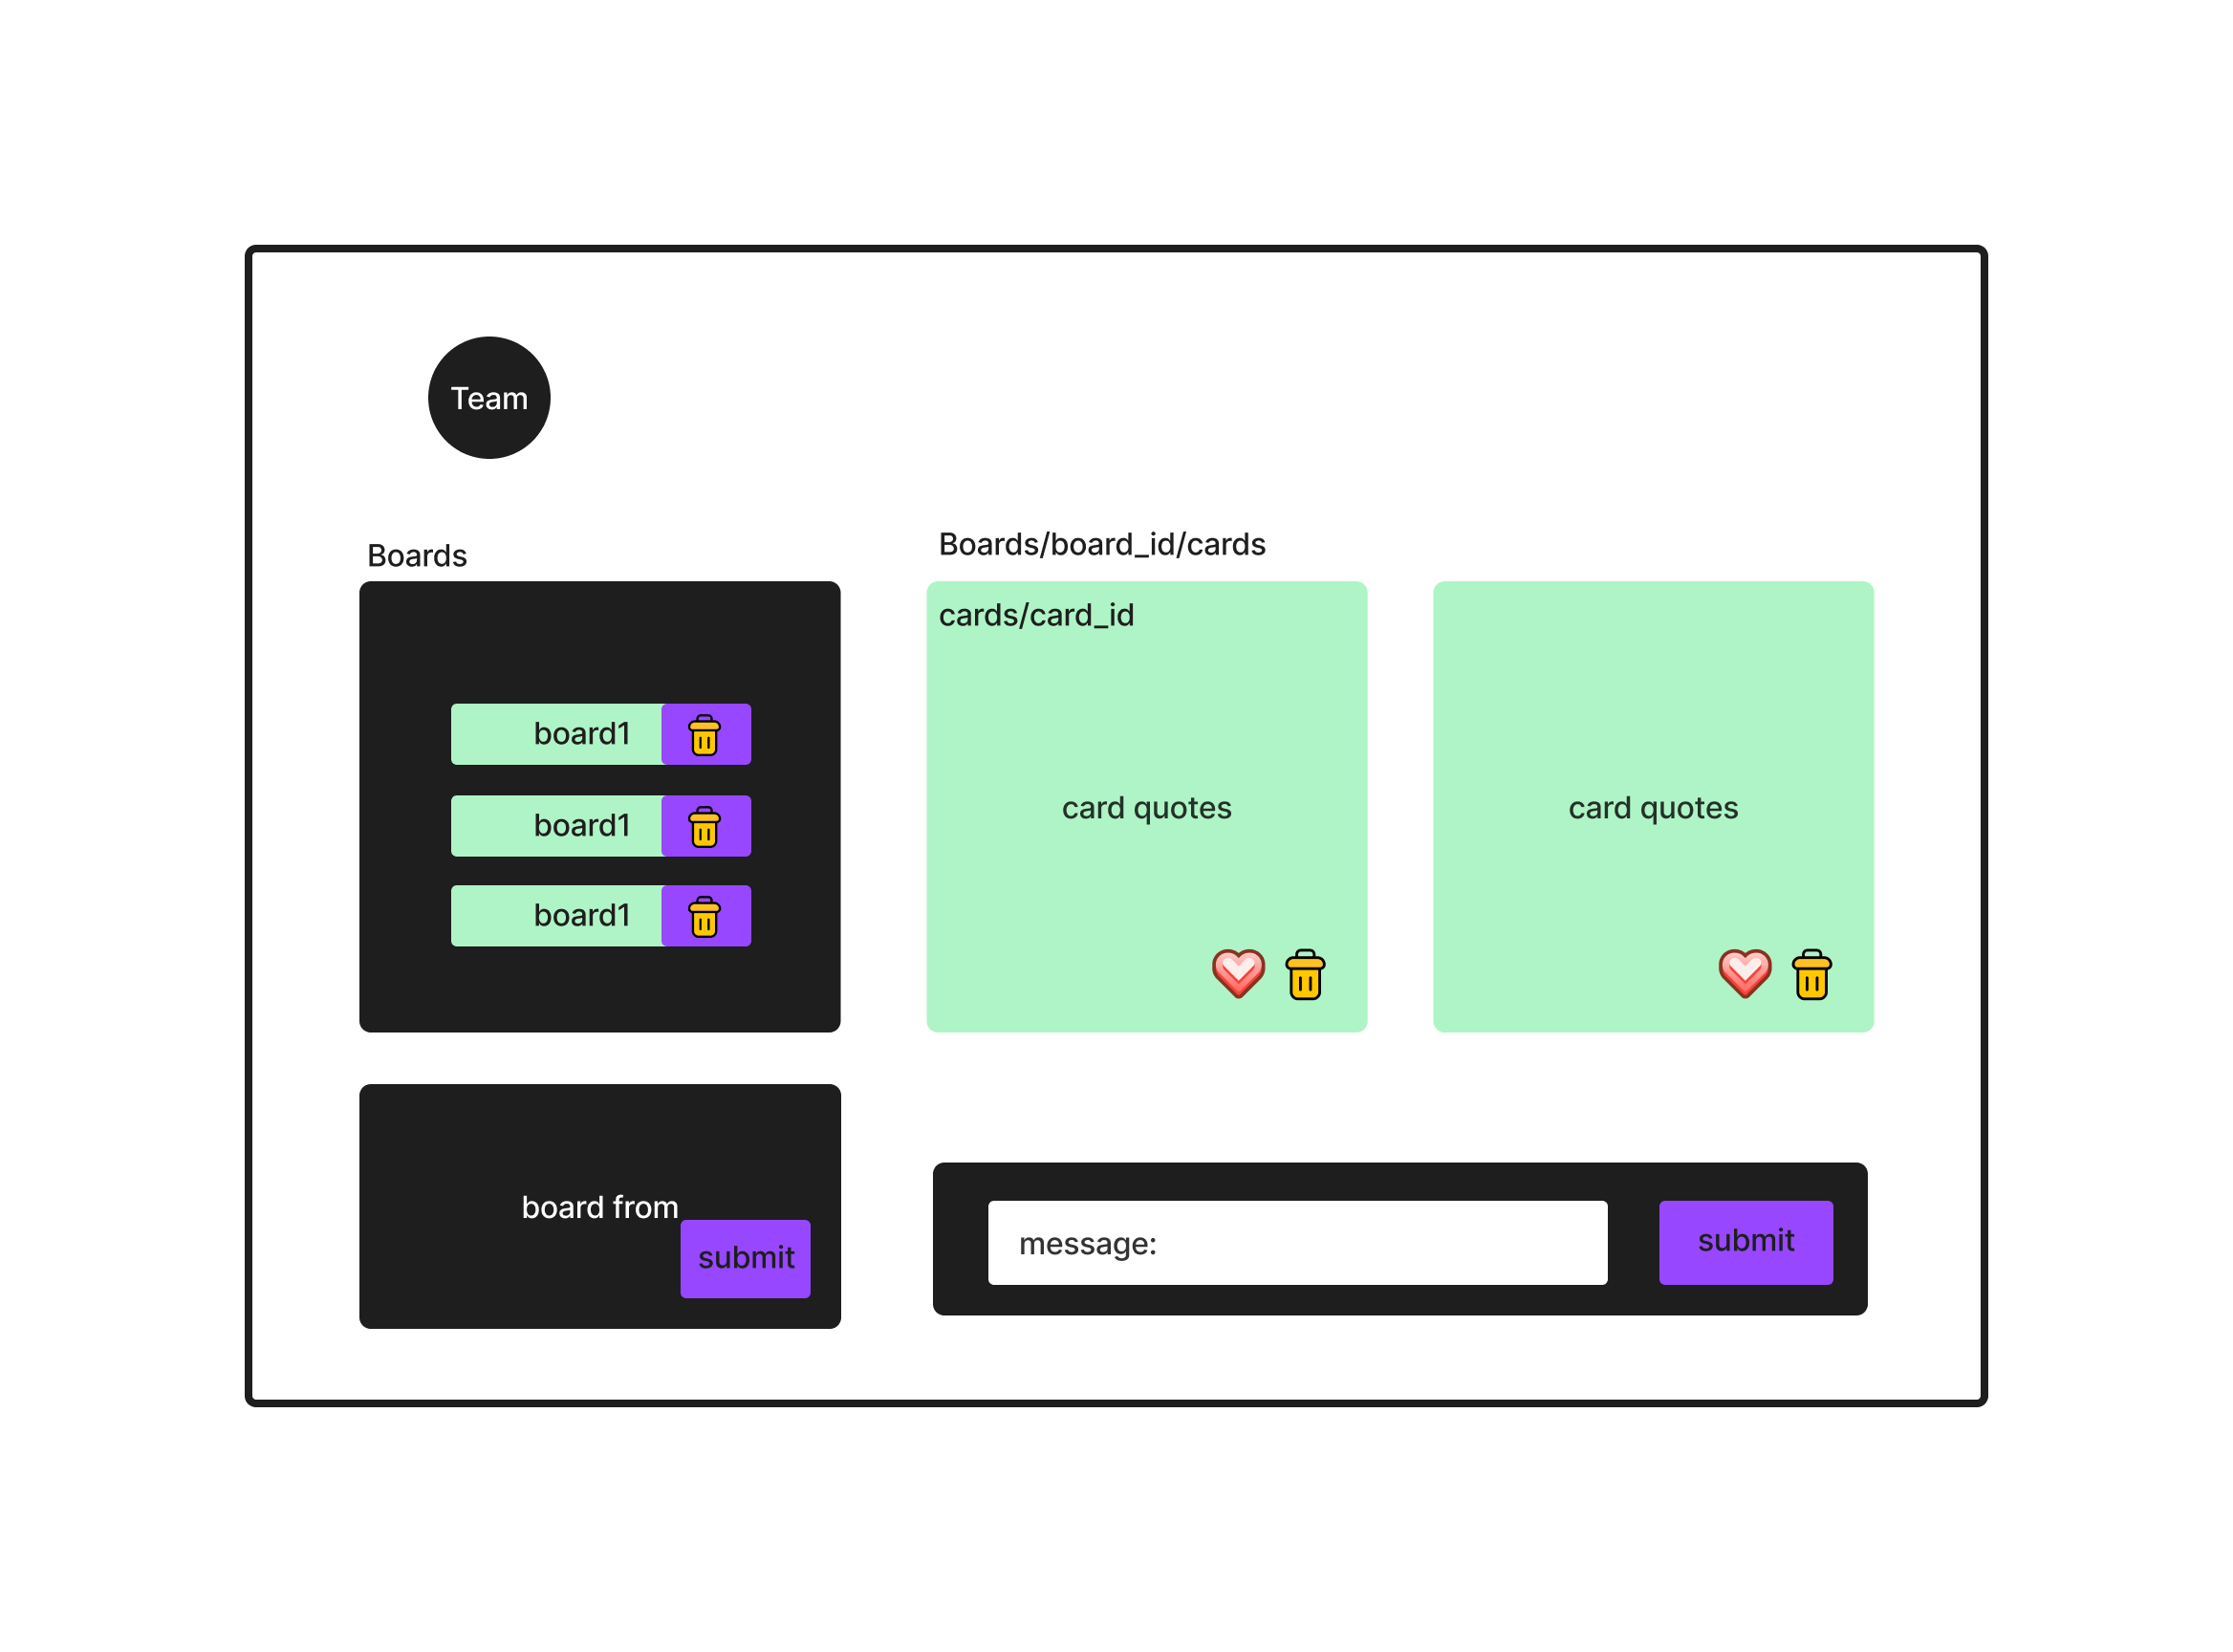 Team
Boards
board1
board1
board1
board from
submit
Boards/board_id/cards
cards/card_id
card quotes
card quotes
message:
submit